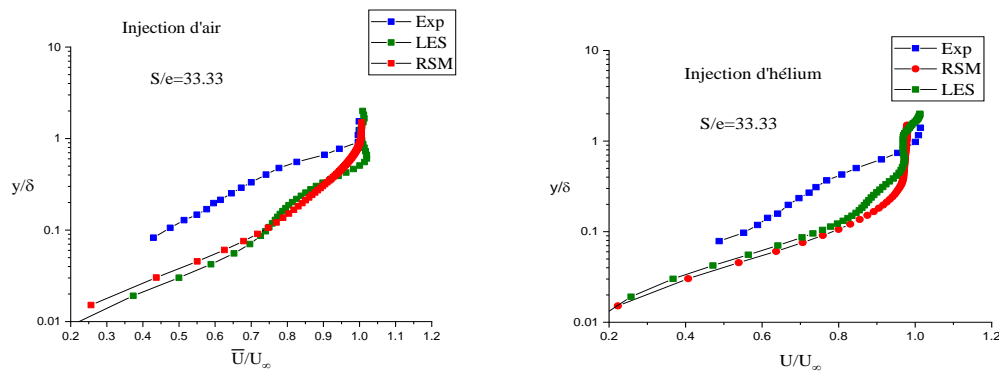 Injection d'air
S/e=33.33
Exp
LES
RSM
10
1
0.1
0.01
y/δ
0.2 0.3 0.4 0.5 0.6 0.7 0.8 0.9 1.0 1.1 1.2
U̅/U∞
Injection d'hélium
S/e=33.33
Exp
RSM
LES
10
1
0.1
0.01
y/δ
0.2 0.4 0.6 0.8 1.0 1.2
U/U∞